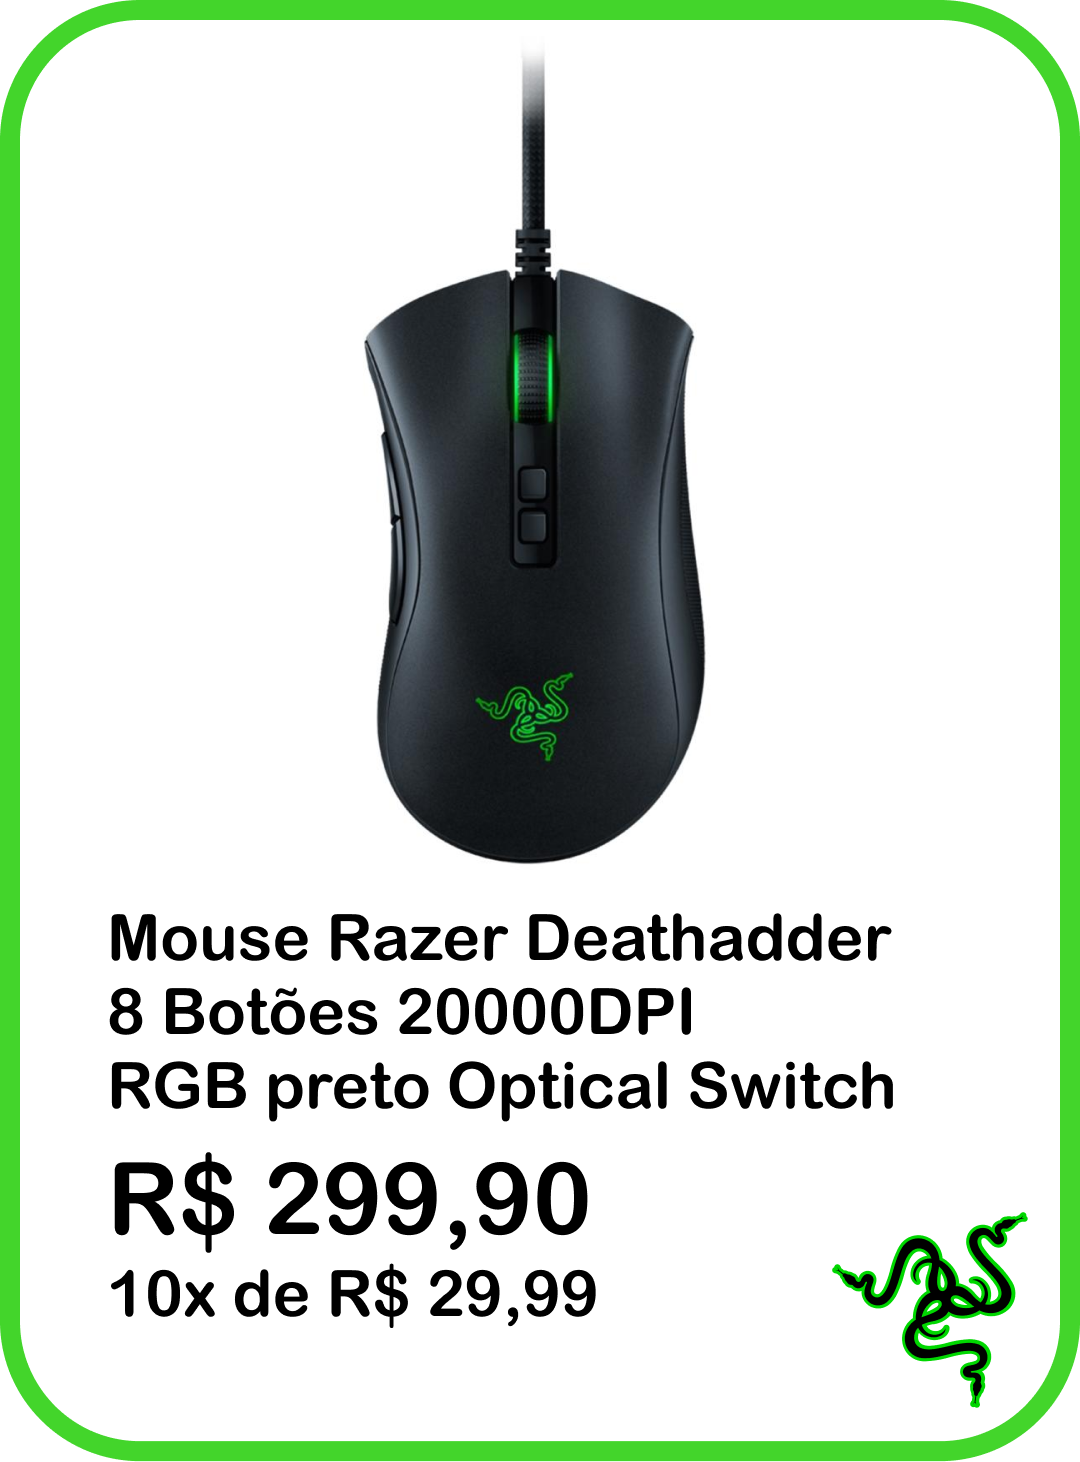 Mouse Razer Deathadder
8 Botões 20000DPI
RGB preto Optical Switch
R$ 299,90
10x de R$ 29,99